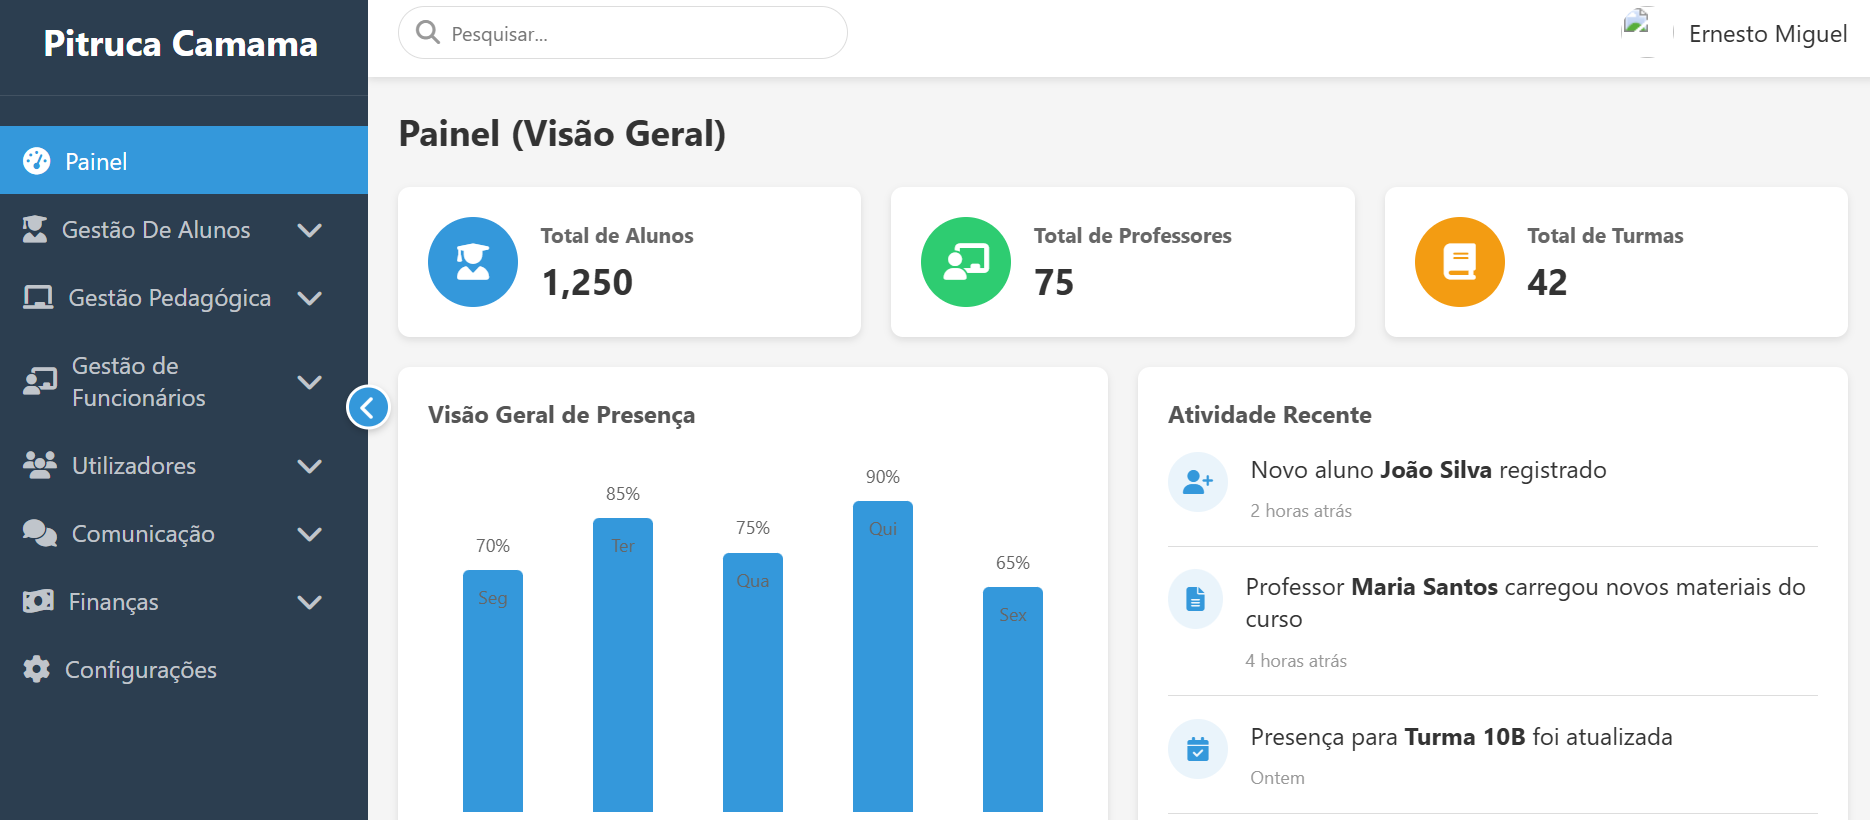 Pitruca Camama
Painel
Gestão De Alunos
Gestão Pedagógica
Gestão de
Funcionários
Utilizadores
Comunicação
Finanças
Configurações
Pesquisar...
Ernesto Miguel
Painel (Visão Geral)
Total de Alunos
1,250
Total de Professores
75
Total de Turmas
42
Visão Geral de Presença
70%
Seg
85%
Ter
75%
Qua
90%
Qui
65%
Sex
Atividade Recente
Novo aluno João Silva registrado
2 horas atrás
Professor Maria Santos carregou novos materiais do
curso
4 horas atrás
Presença para Turma 10B foi atualizada
Ontem